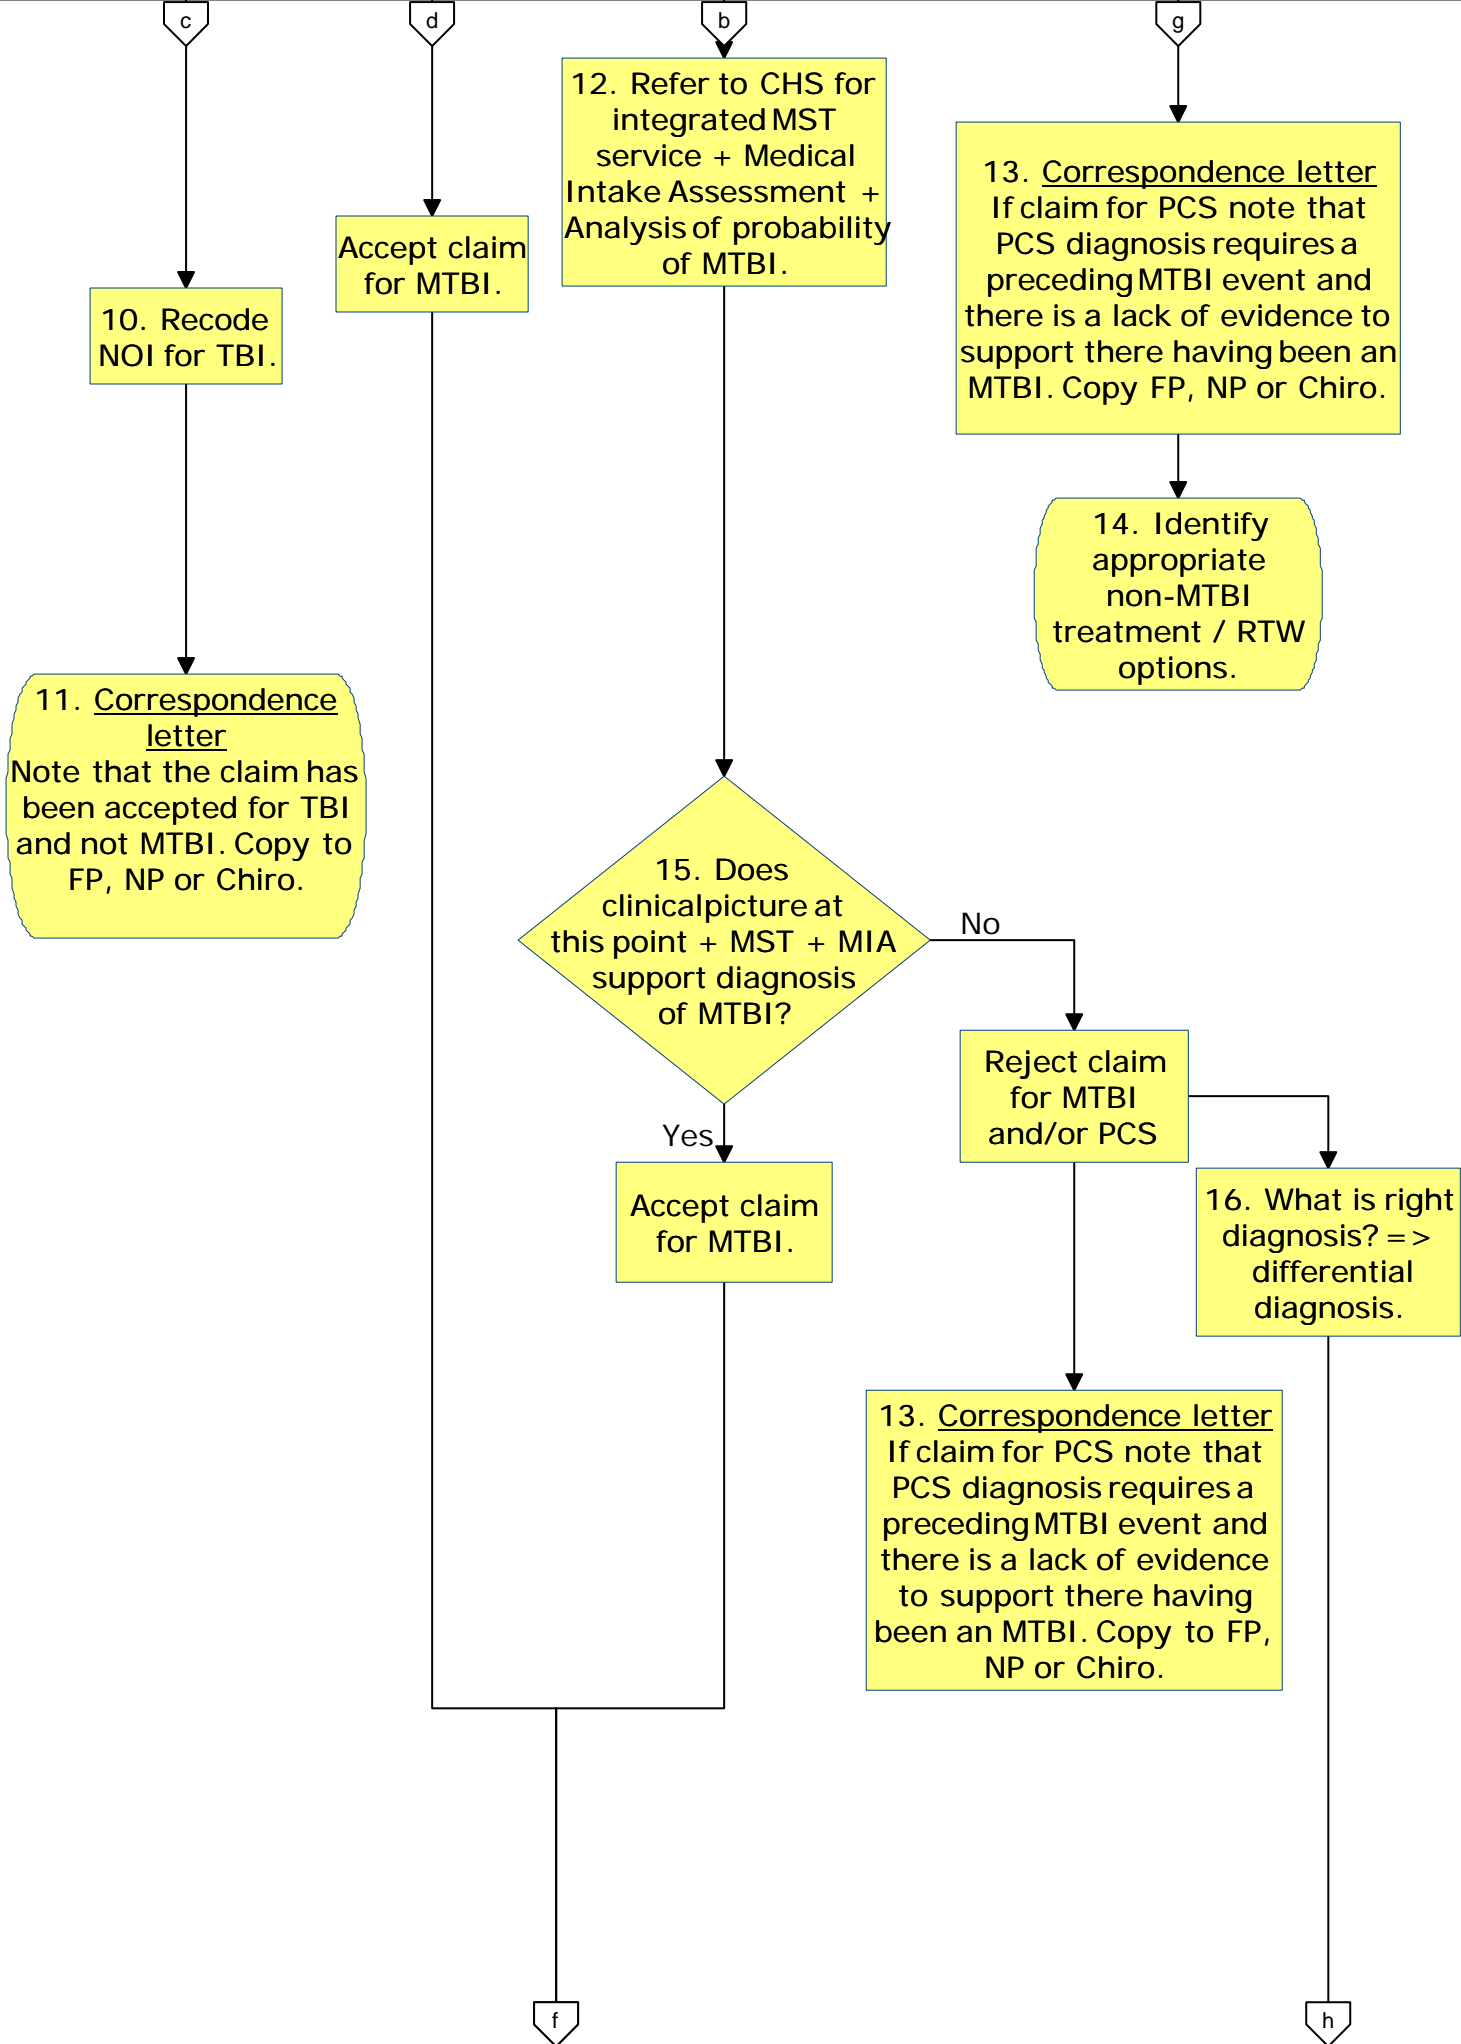 c
d
b
g
10. Recode
NOI for TBI.
11. Correspondence
letter
Note that the claim has
been accepted for TBI
and not MTBI. Copy to
FP, NP or Chiro.
Accept claim
for MTBI.
12. Refer to CHS for
integrated MST
service + Medical
Intake Assessment +
Analysis of probability
of MTBI.
13. Correspondence letter
If claim for PCS note that
PCS diagnosis requires a
preceding MTBI event and
there is a lack of evidence to
support there having been an
MTBI. Copy FP, NP or Chiro.
14. Identify
appropriate
non-MTBI
treatment / RTW
options.
15. Does
clinicalpicture at
this point + MST + MIA
support diagnosis
of MTBI?
No
Yes
Accept claim
for MTBI.
Reject claim
for MTBI
and/or PCS
16. What is right
diagnosis? =>
differential
diagnosis.
13. Correspondence letter
If claim for PCS note that
PCS diagnosis requires a
preceding MTBI event and
there is a lack of evidence
to support there having
been an MTBI. Copy to FP,
NP or Chiro.
f
h